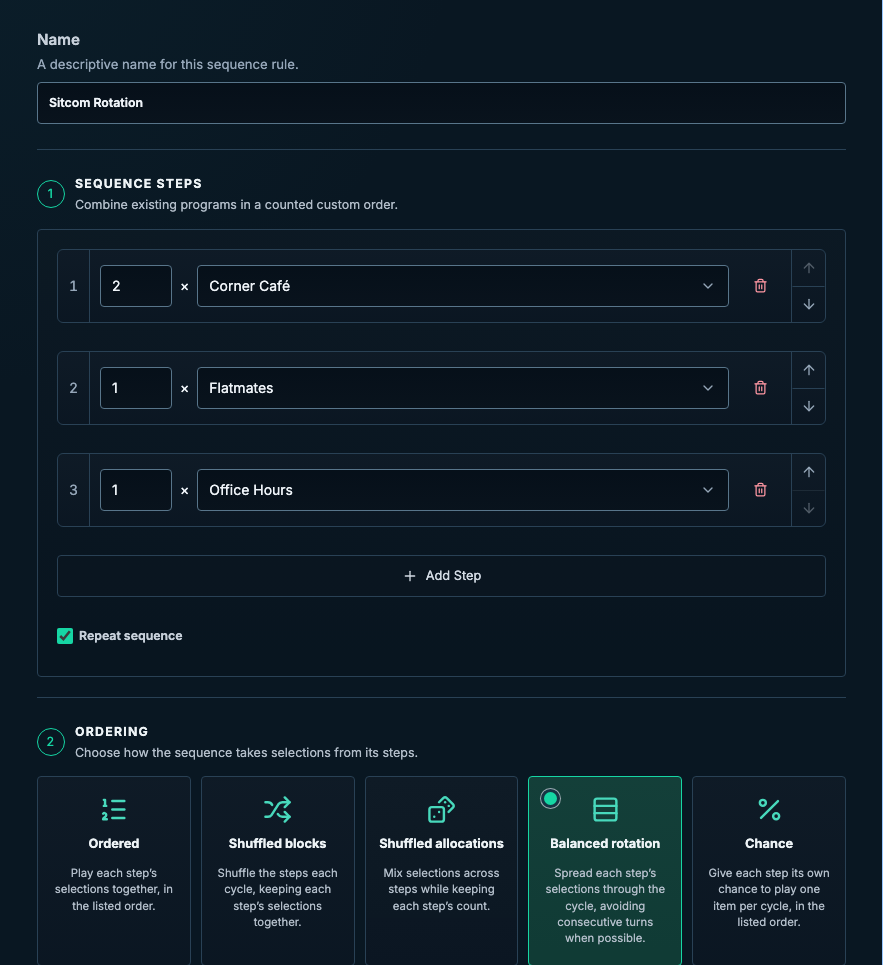 Name
A descriptive name for this sequence rule.
Sitcom Rotation
1
SEQUENCE STEPS
Combine existing programs in a counted custom order.
1 2 × Corner Café
2 1 × Flatmates
3 1 × Office Hours
+ Add Step
Repeat sequence
2
ORDERING
Choose how the sequence takes selections from its steps.
1
2
Ordered
Play each step's
selections together, in
the listed order.
Shuffled blocks
Shuffle the steps each
cycle, keeping each
step's selections
together.
Shuffled allocations
Mix selections across
steps while keeping
each step's count.
Balanced rotation
Spread each step's
selections through the
cycle, avoiding
consecutive turns
when possible.
%
Chance
Give each step its own
chance to play one
item per cycle, in the
listed order.